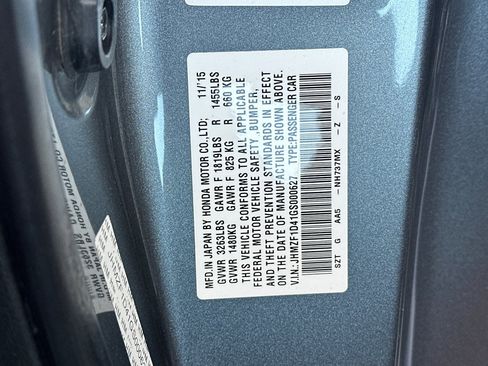 MFD.IN JAPAN BY HONDA MOTOR CO.,LTD; 11/15
GVWR 3263LBS GAWR F 1819LBS R 1455LBS
GVWR 1480KG GAWR F 825 KG R 660 KG
THIS VEHICLE CONFORMS TO ALL APPLICABLE
FEDERAL MOTOR VEHICLE SAFETY ,BUMPER,
AND THEFT PREVENTION STANDARDS IN EFFECT
ON THE DATE OF MANUFACTURE SHOWN ABOVE.
V.I.N.: JHMZF1D41GS000627 TYPE:PASSENGER CAR
SZT G AA5 - NH737MX - Z - S